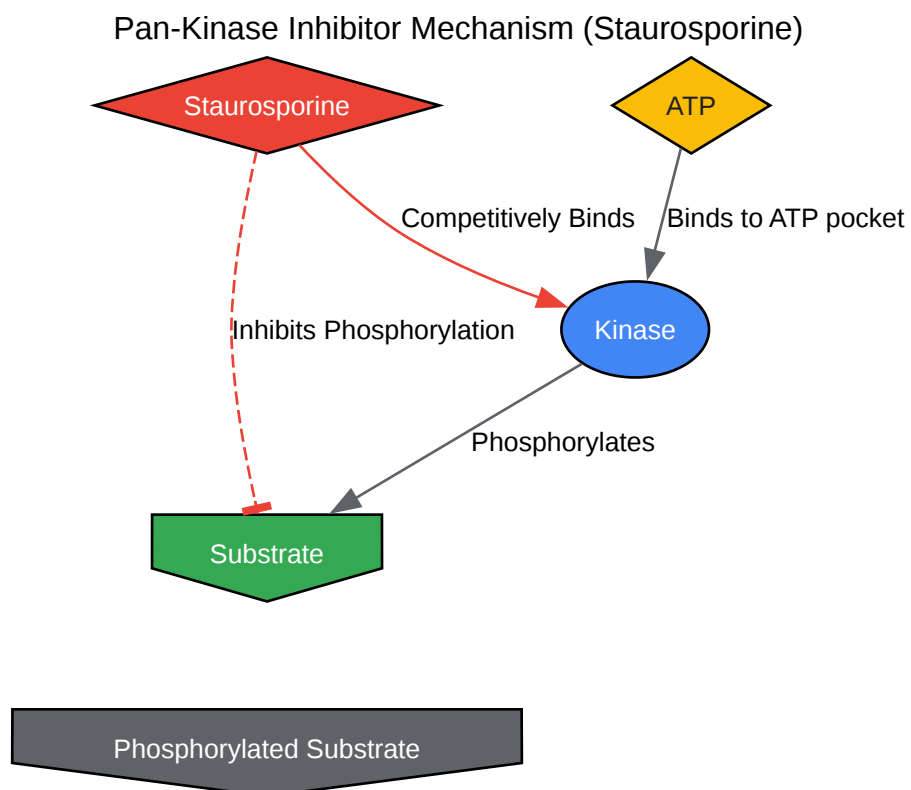 Pan-Kinase Inhibitor Mechanism (Staurosporine)
Staurosporine
ATP
Competitively Binds
Binds to ATP pocket
Inhibits Phosphorylation
Kinase
Phosphorylates
Substrate
Phosphorylated Substrate